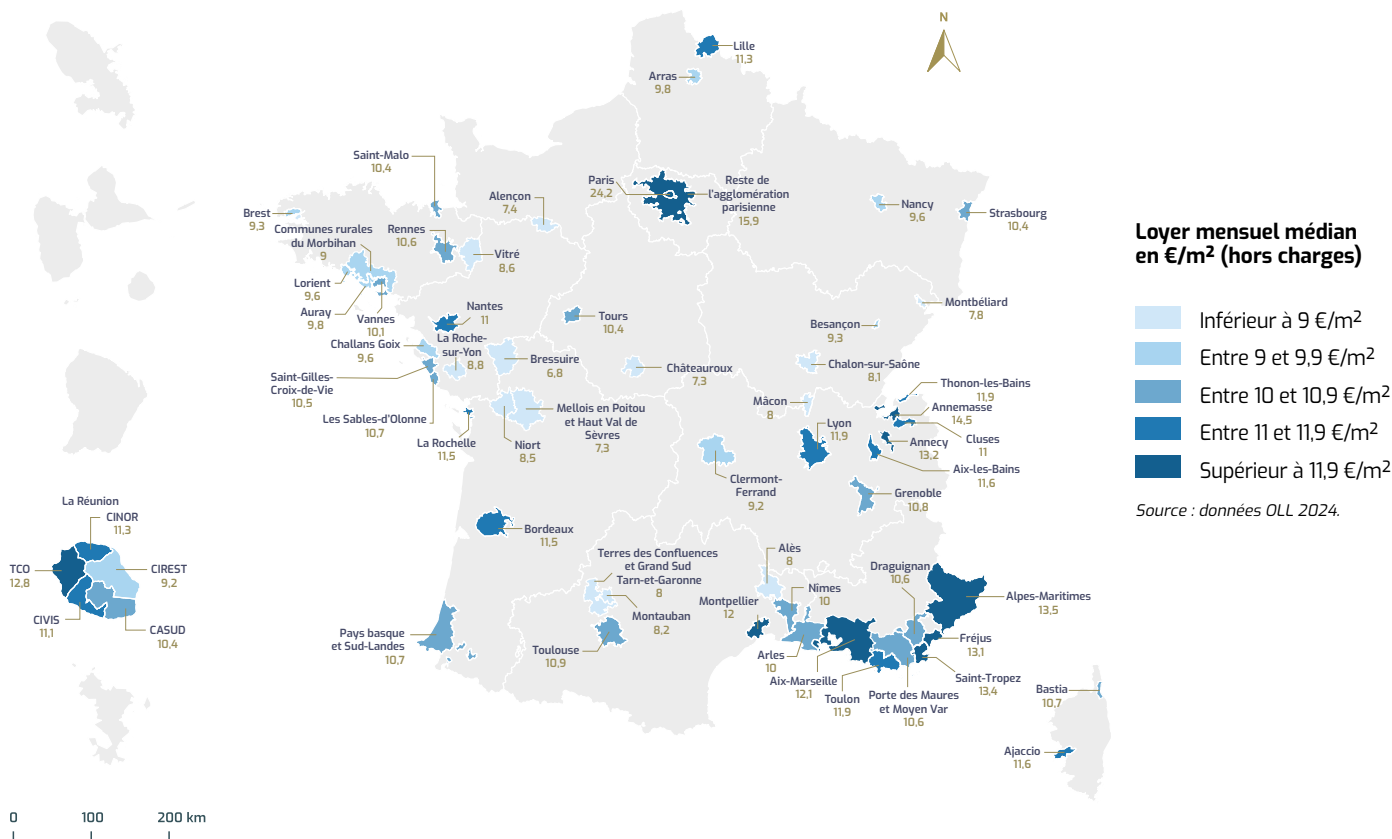 N
Lille
11,3
Arras
9,8
Saint-Malo
10,4
Alençon
7,4
Paris
24,2
Reste de
l'agglomération
parisienne
15,9
Nancy
9,6
Strasbourg
10,4
Brest
9,3
Communes rurales
du Morbihan
9
Rennes
10,6
Vitré
8,6
Lorient
9,6
Auray
9,8
Vannes
10,1
Nantes
11
Tours
10,4
Montbéliard
7,8
Besançon
9,3
Challans Goix
9,6
La Roche-
sur-Yon
8,8
Bressuire
6,8
Châteauroux
7,3
Chalon-sur-Saône
8,1
Saint-Gilles-
Croix-de-Vie
10,5
Les Sables-d'Olonne
10,7
La Rochelle
11,5
Niort
8,5
Mellois en Poitou
et Haut Val de
Sèvres
7,3
Mâcon
8
Thonon-les-Bains
11,9
Annemasse
14,5
Cluses
11
Lyon
11,9
Annecy
13,2
Aix-les-Bains
11,6
Clermont-
Ferrand
9,2
Grenoble
10,8
Bordeaux
11,5
Terres des Confluences
et Grand Sud
Tarn-et-Garonne
8
Montauban
8,2
Alès
8
Nîmes
10
Draguignan
10,6
Alpes-Maritimes
13,5
Montpellier
12
Pays basque
et Sud-Landes
10,7
Toulouse
10,9
Arles
10
Aix-Marseille
12,1
Toulon
11,9
Porte des Maures
et Moyen Var
10,6
Fréjus
13,1
Saint-Tropez
13,4
Bastia
10,7
Ajaccio
11,6
La Réunion
CINOR
11,3
TCO
12,8
CIREST
9,2
CIVIS
11,1
CASUD
10,4
0 100 200 km
Loyer mensuel médian
en €/m² (hors charges)
Inférieur à 9 €/m²
Entre 9 et 9,9 €/m²
Entre 10 et 10,9 €/m²
Entre 11 et 11,9 €/m²
Supérieur à 11,9 €/m²
Source : données OLL 2024.